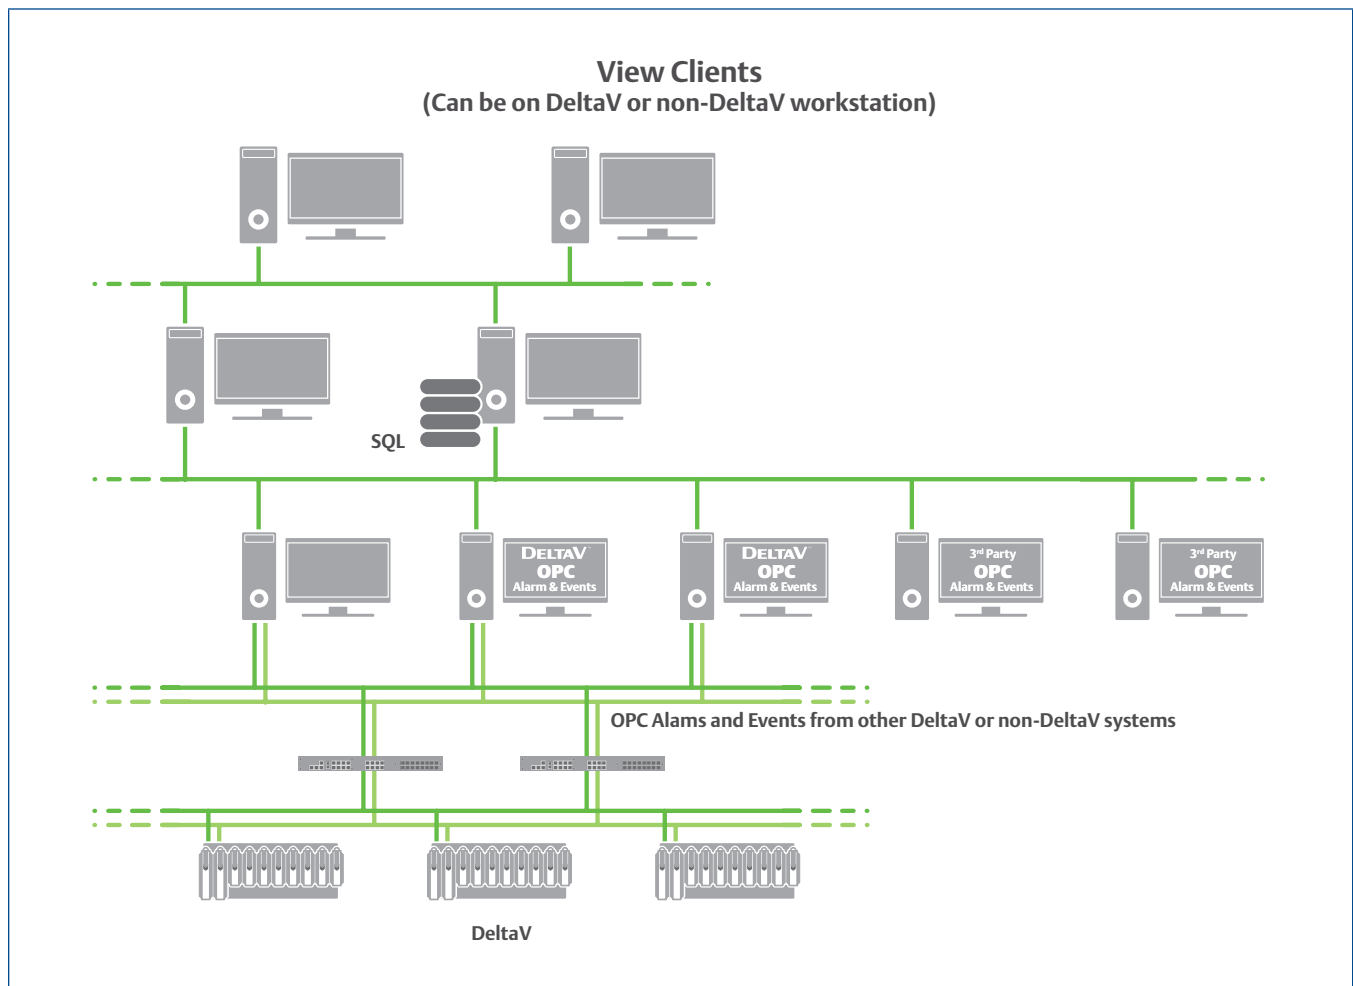 View Clients
(Can be on DeltaV or non-DeltaV workstation)
SQL
DELTAV™
OPC
Alarm & Events
DELTAV™
OPC
Alarm & Events
3rd Party
OPC
Alarm & Events
3rd Party
OPC
Alarm & Events
OPC Alams and Events from other DeltaV or non-DeltaV systems
DeltaV